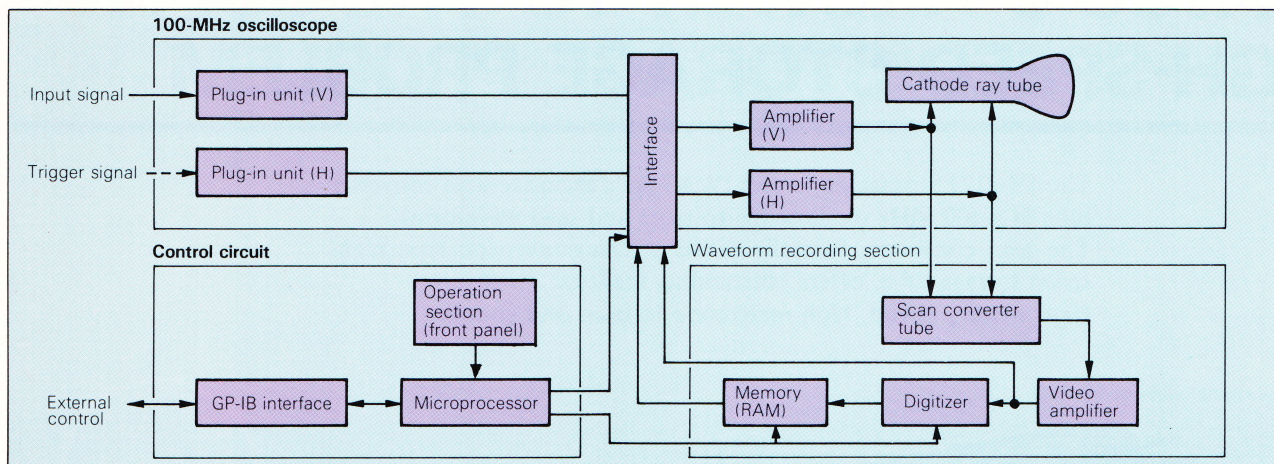 100-MHz oscilloscope
Input signal
Plug-in unit (V)
Trigger signal
Plug-in unit (H)
Interface
Amplifier
(V)
Amplifier
(H)
Cathode ray tube
Control circuit
Operation
section
(front panel)
External
control
GP-IB interface
Microprocessor
Waveform recording section
Scan converter
tube
Memory
(RAM)
Digitizer
Video
amplifier